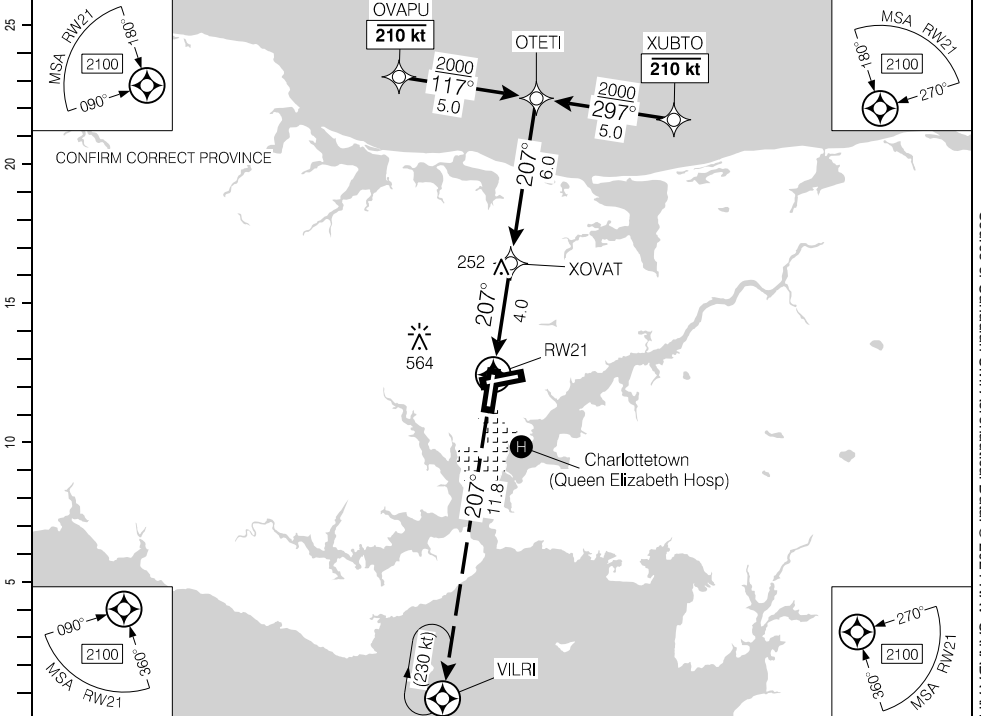 25
20
15
10
5
MSA RW21
180°
2100
090°
OVAPU
210 kt
OTETI
XUBTO
210 kt
MSA RW21
180°
2100
270°
2000
117°
5.0
2000
297°
5.0
CONFIRM CORRECT PROVINCE
207°
6.0
252
XOVAT
207°
4.0
564
RW21
H
Charlottetown
(Queen Elizabeth Hosp)
207°
11.8
090°
2100
360°
MSA RW21
(230 kt)
VILRI
270°
2100
360°
MSA RW21